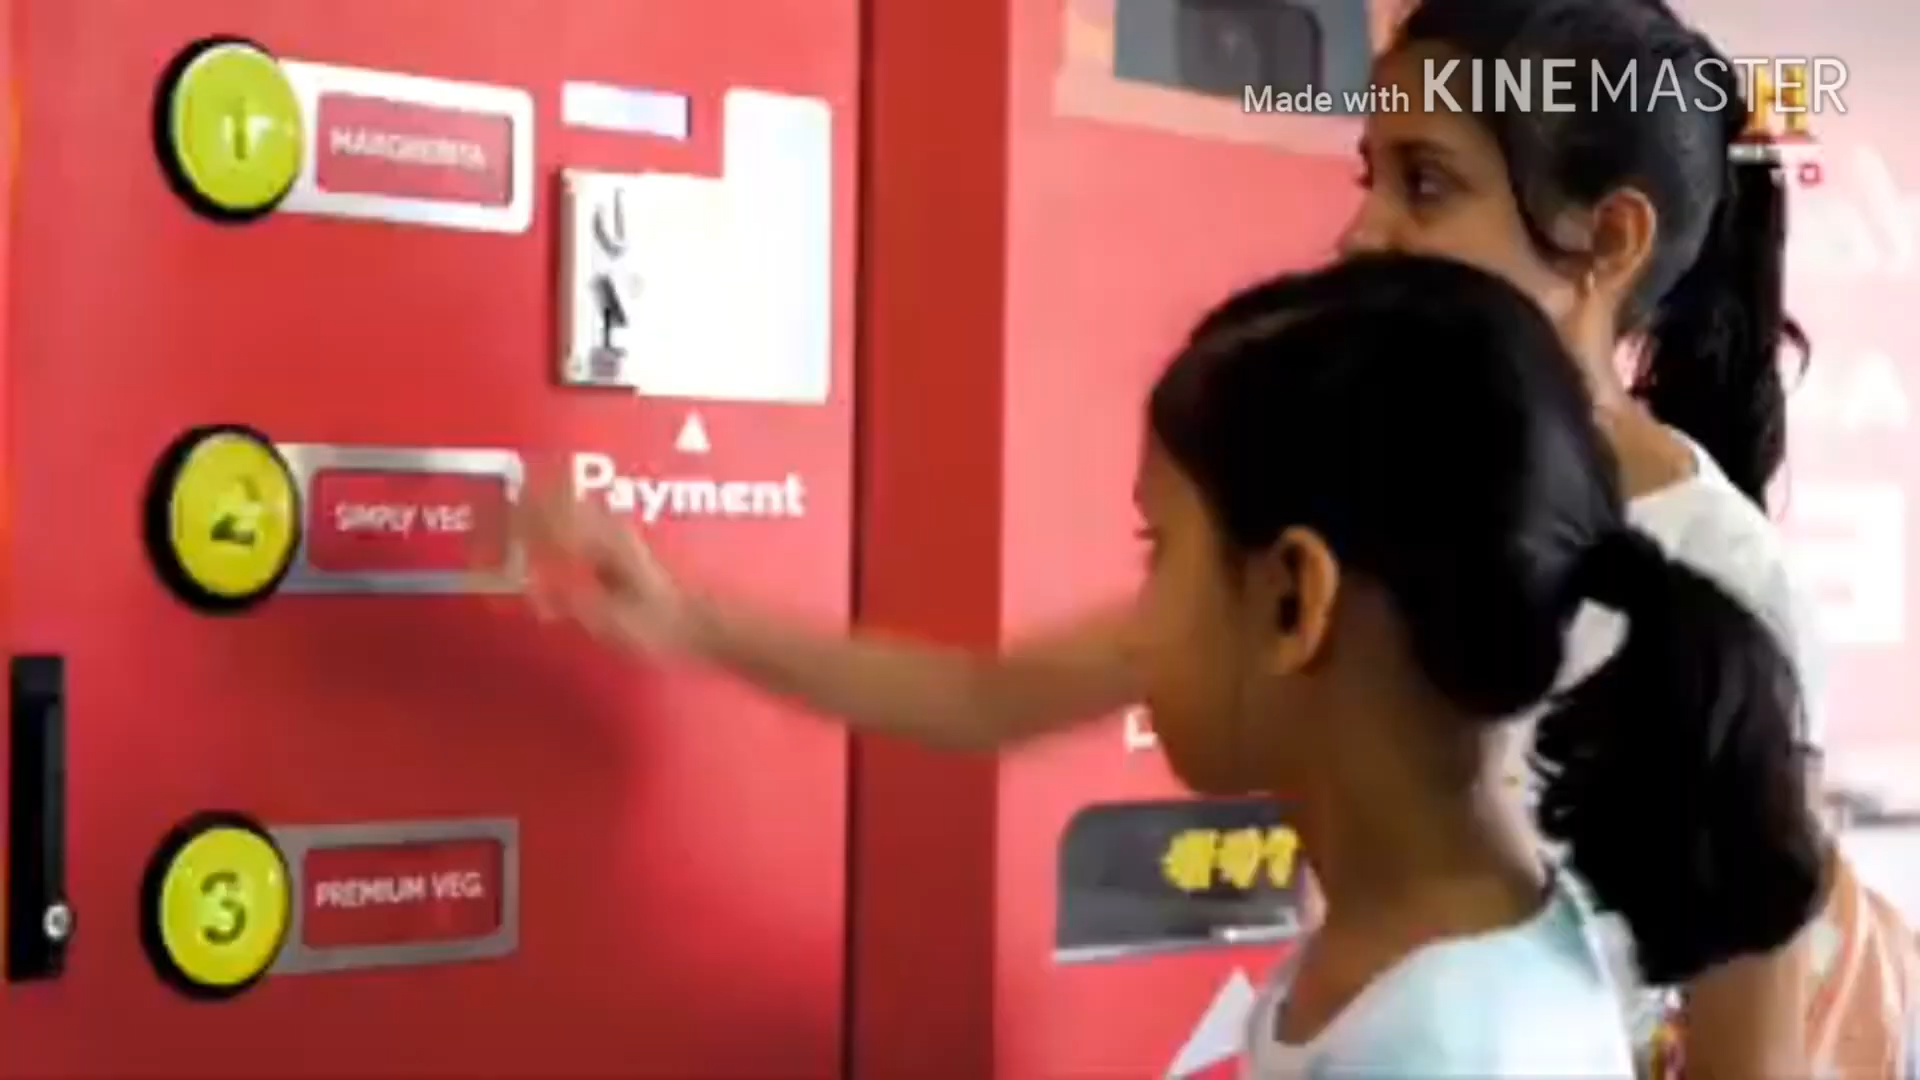 Made with KINEMASTER
1
MARGHERITA
Payment
2
SIMPLY VEG
3
PREMIUM VEG.